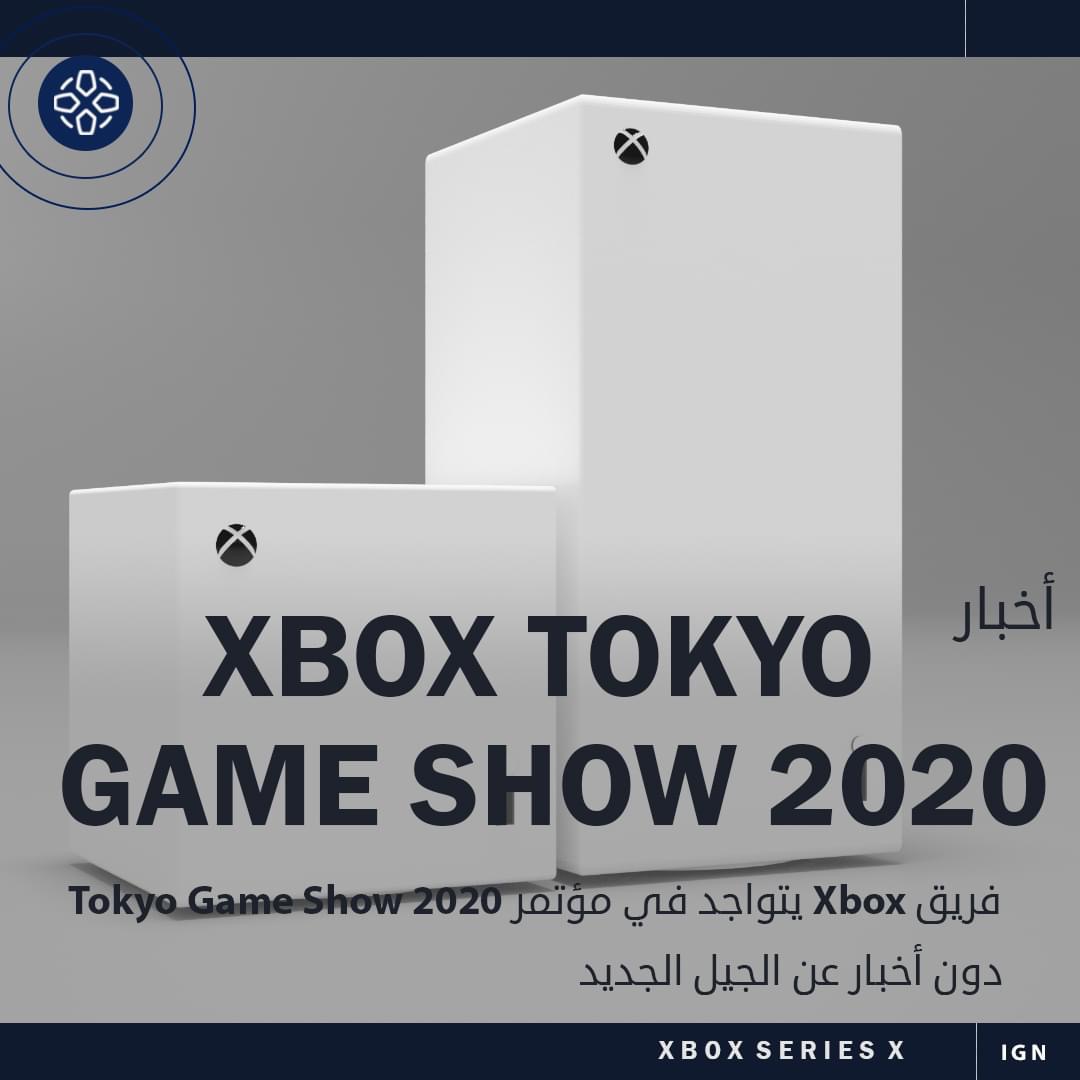 أخبار
XBOX TOKYO
GAME SHOW 2020
فريق Xbox يتواجد في مؤتمر Tokyo Game Show 2020
دون أخبار عن الجيل الجديد
XBOX SERIES X
IGN